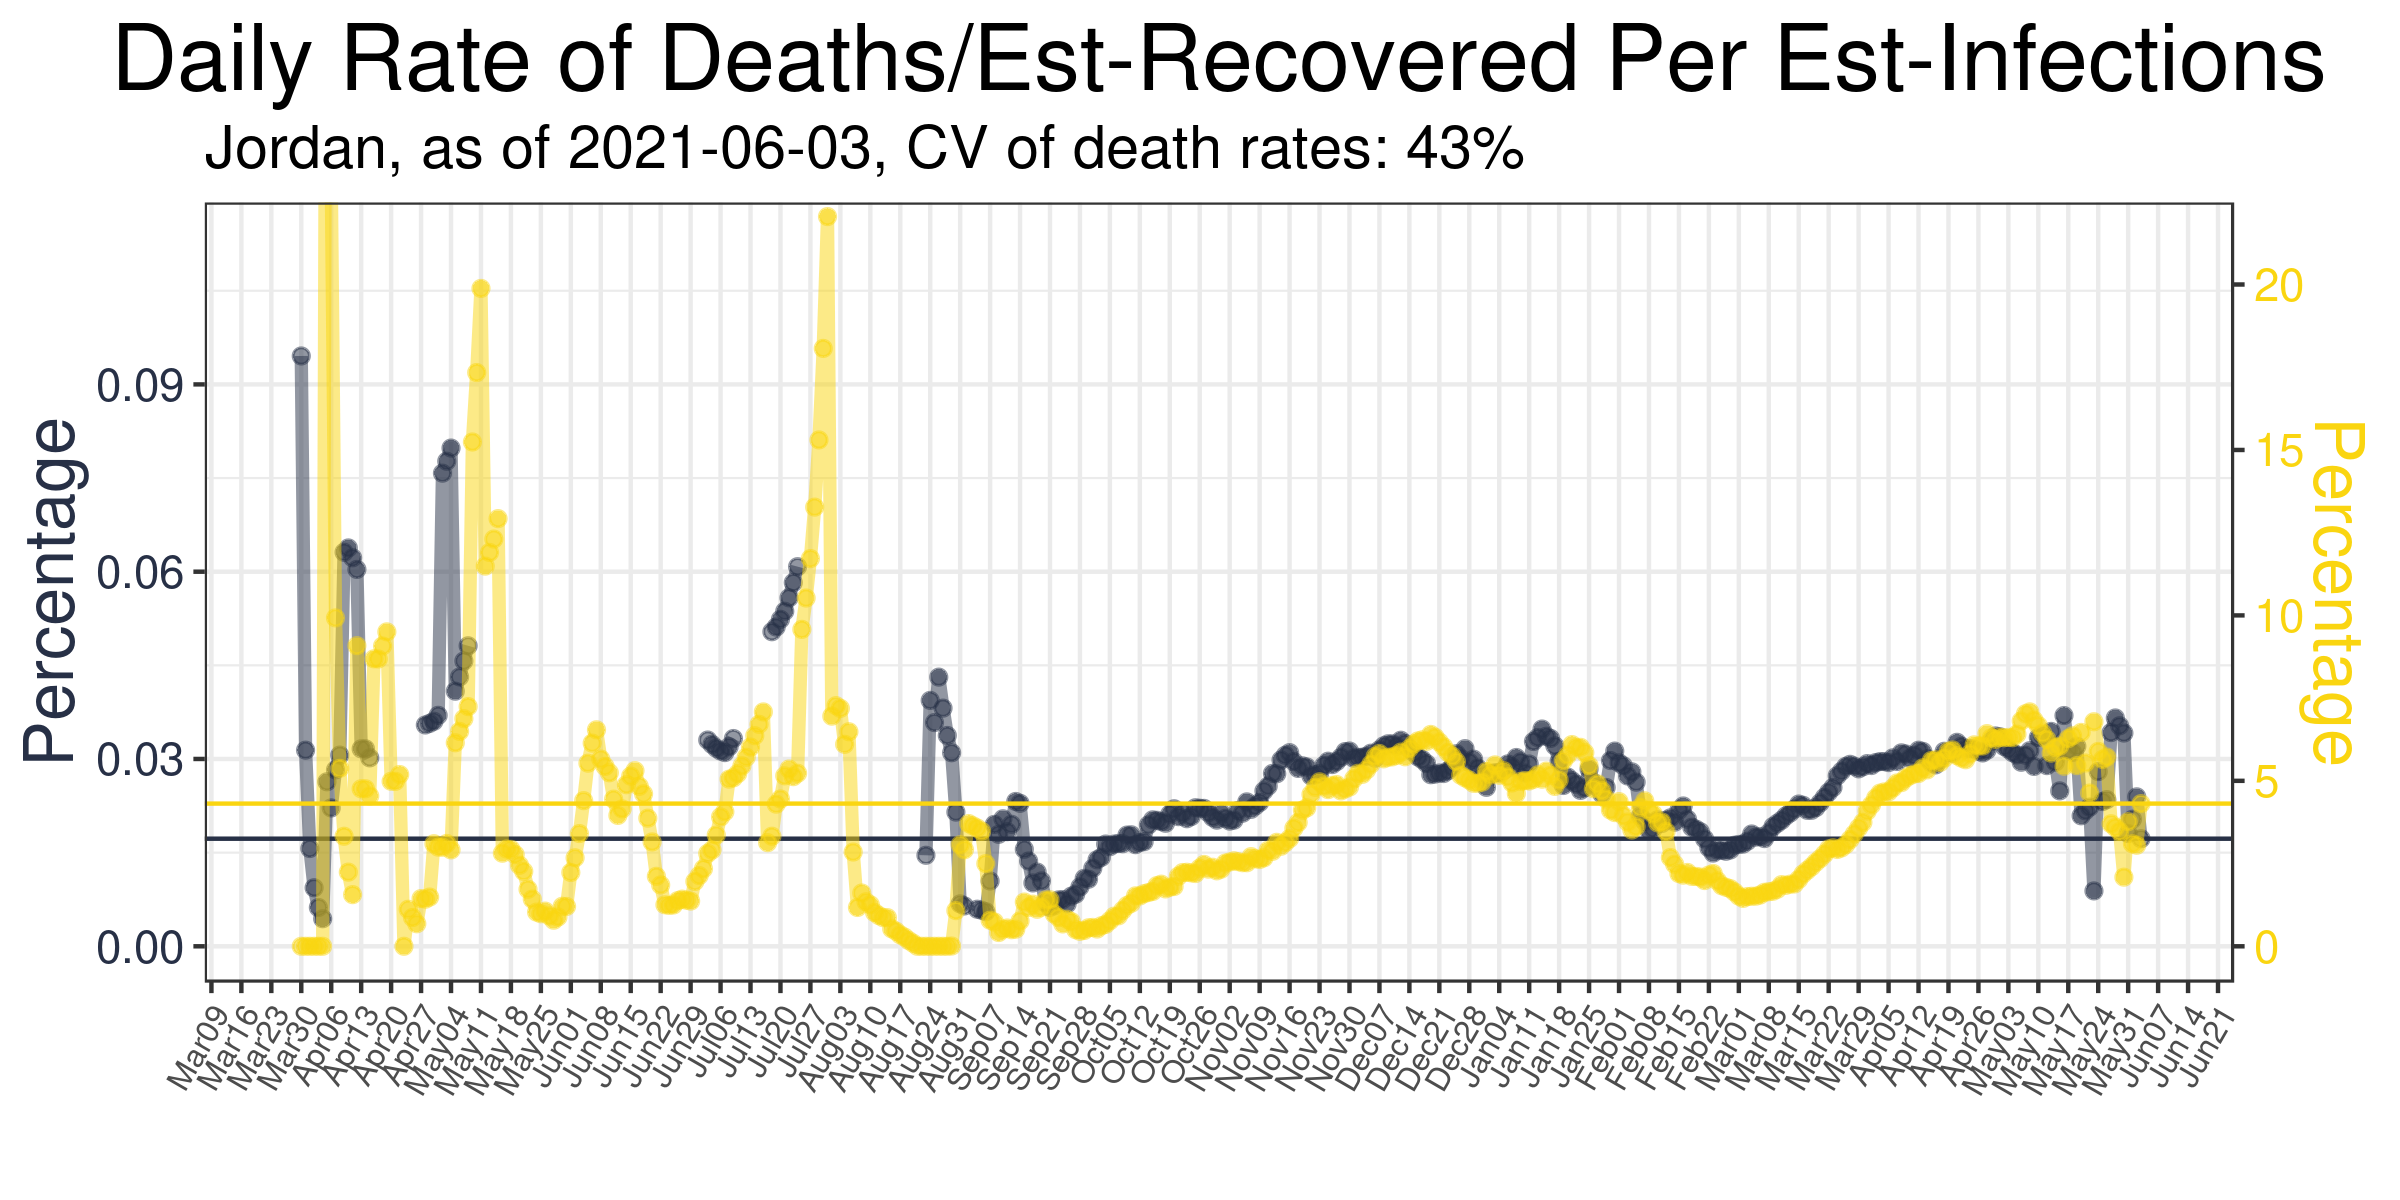 Daily Rate of Deaths/Est-Recovered Per Est-Infections
Jordan, as of 2021-06-03, CV of death rates: 43%
Percentage
0.09
0.06
0.03
0.00
20
15
10
5
0
Percentage
Mar09 Mar16 Mar23 Mar30 Apr06 Apr13 Apr20 Apr27 May04 May11 May18 May25 Jun01 Jun08 Jun15 Jun22 Jun29 Jul06 Jul13 Jul20 Jul27 Aug03 Aug10 Aug17 Aug24 Aug31 Sep07 Sep14 Sep21 Sep28 Oct05 Oct12 Oct19 Oct26 Nov02 Nov09 Nov16 Nov23 Nov30 Dec07 Dec14 Dec21 Dec28 Jan04 Jan11 Jan18 Jan25 Feb01 Feb08 Feb15 Feb22 Mar01 Mar08 Mar15 Mar22 Mar29 Apr05 Apr12 Apr19 Apr26 May03 May10 May17 May24 May31 Jun07 Jun14 Jun21